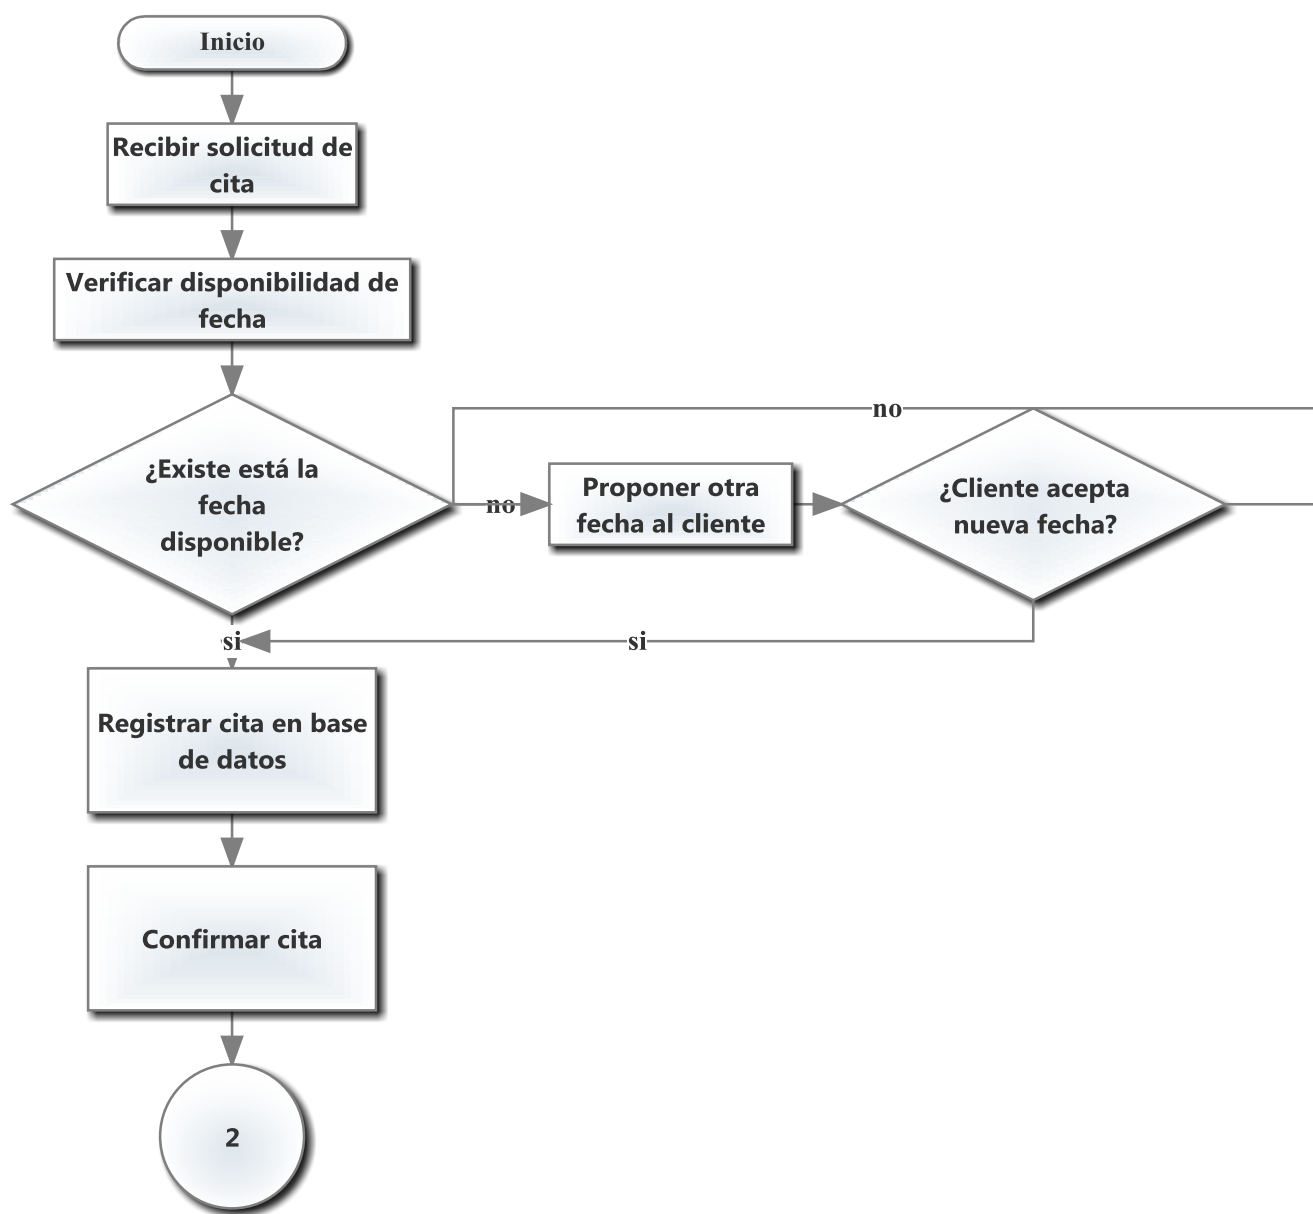 Inicio
Recibir solicitud de
cita
Verificar disponibilidad de
fecha
¿Existe está la
fecha
disponible?
no
Proponer otra
fecha al cliente
no
¿Cliente acepta
nueva fecha?
si
si
Registrar cita en base
de datos
Confirmar cita
2